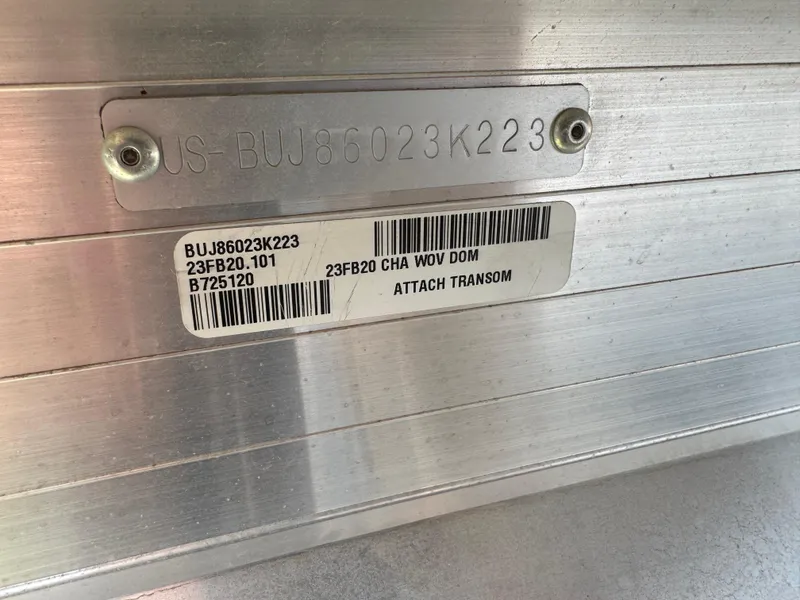 US-BUJ86023K223
BUJ86023K223
23FB20.101
B725120
23FB20 CHA WOV DOM
ATTACH TRANSOM